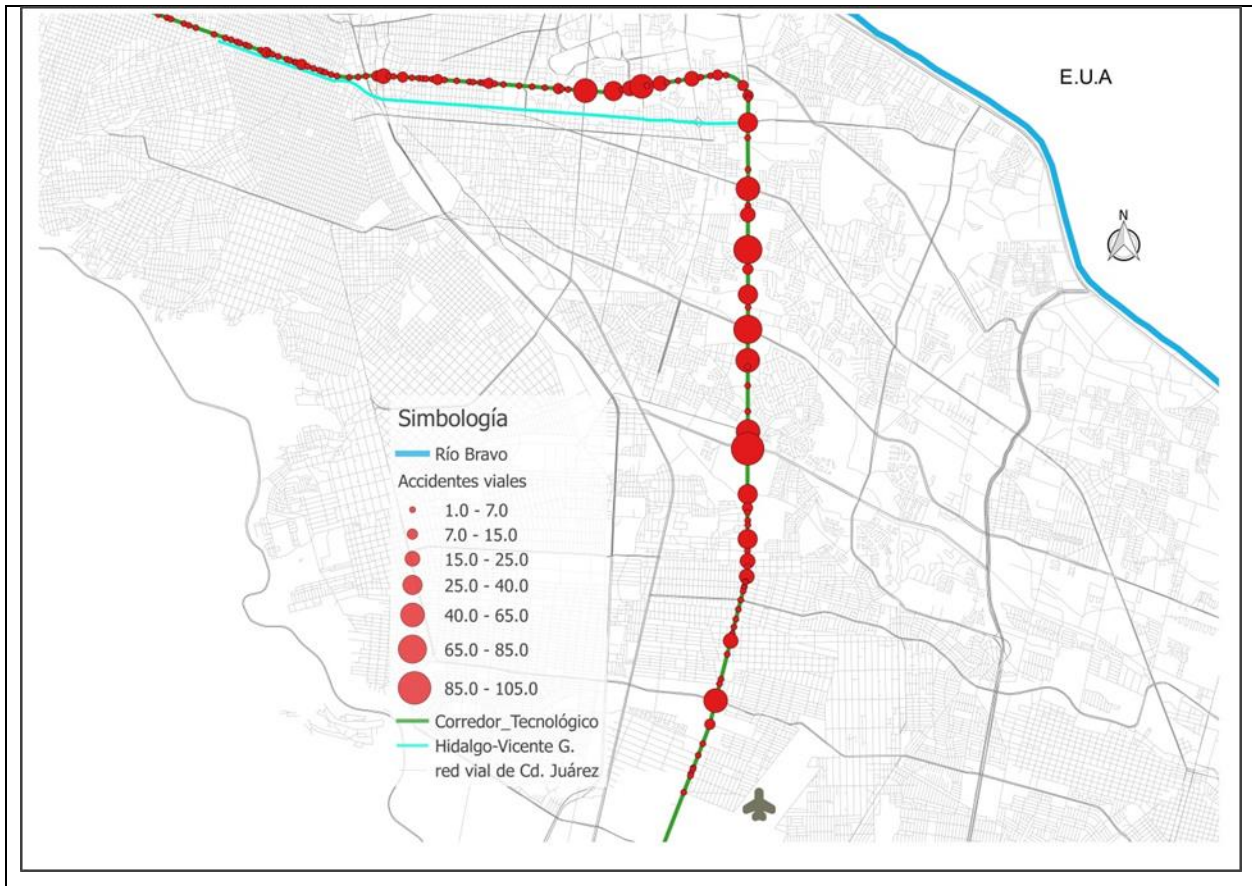 E.U.A
N
Simbología
Río Bravo
Accidentes viales
1.0 - 7.0
7.0 - 15.0
15.0 - 25.0
25.0 - 40.0
40.0 - 65.0
65.0 - 85.0
85.0 - 105.0
Corredor_Tecnológico
Hidalgo-Vicente G.
red vial de Cd. Juárez